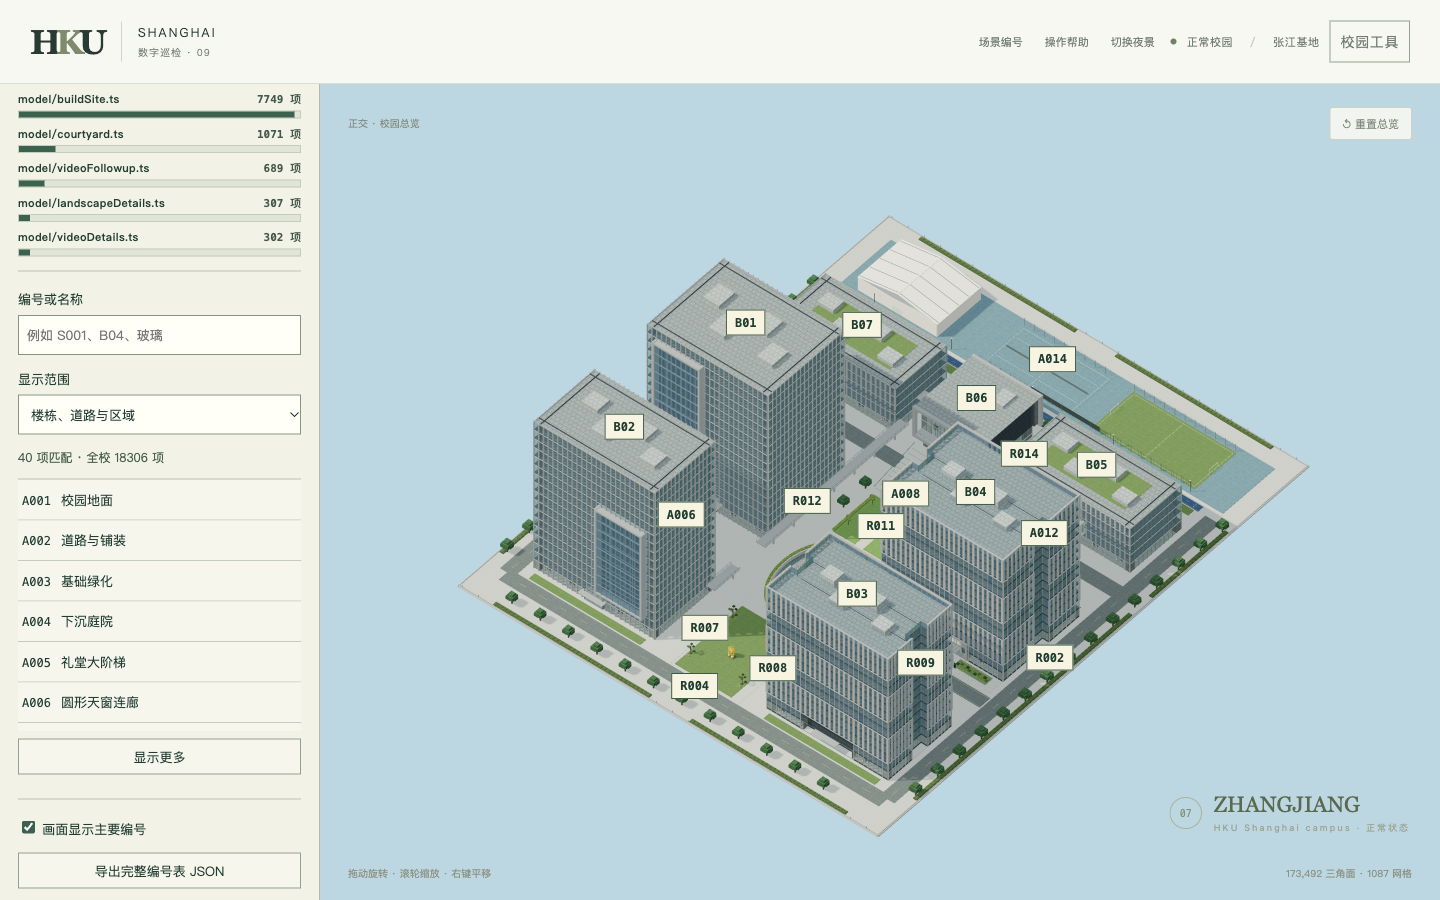 HKU
SHANGHAI
数字巡检 · 09
场景编号
操作帮助
切换夜景
正常校园
/
张江基地
校园工具
model/buildSite.ts 7749 项
model/courtyard.ts 1071 项
model/videoFollowup.ts 689 项
model/landscapeDetails.ts 307 项
model/videoDetails.ts 302 项
编号或名称
例如 S001、B04、玻璃
显示范围
楼栋、道路与区域
40 项匹配 · 全校 18306 项
A001 校园地面
A002 道路与铺装
A003 基础绿化
A004 下沉庭院
A005 礼堂大阶梯
A006 圆形天窗连廊
显示更多
画面显示主要编号
导出完整编号表 JSON
正交 · 校园总览
重置总览
B01
B07
A014
B06
B02
R014
B05
A008
B04
R012
A006
R011
A012
B03
R007
R009
R002
R008
R004
07
ZHANGJIANG
HKU Shanghai campus · 正常状态
拖动旋转 · 滚轮缩放 · 右键平移
173,492 三角面 · 1087 网格